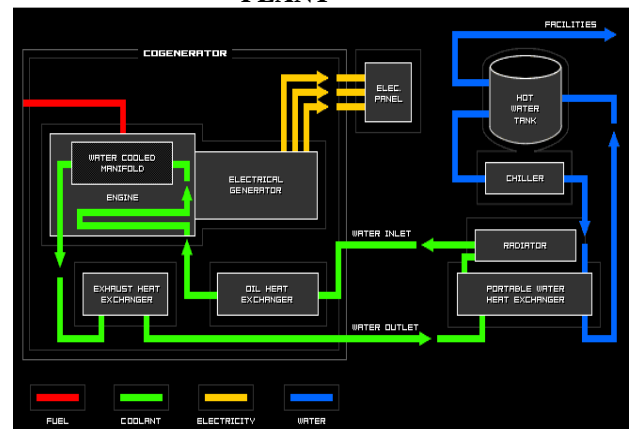 PLANT
FACILITIES
COGENERATOR
ELEC.
PANEL
HOT
WATER
TANK
WATER COOLED
MANIFOLD
ENGINE
ELECTRICAL
GENERATOR
CHILLER
WATER INLET
RADIATOR
EXHAUST HEAT
EXCHANGER
OIL HEAT
EXCHANGER
PORTABLE WATER
HEAT EXCHANGER
WATER OUTLET
FUEL
COOLANT
ELECTRICITY
WATER